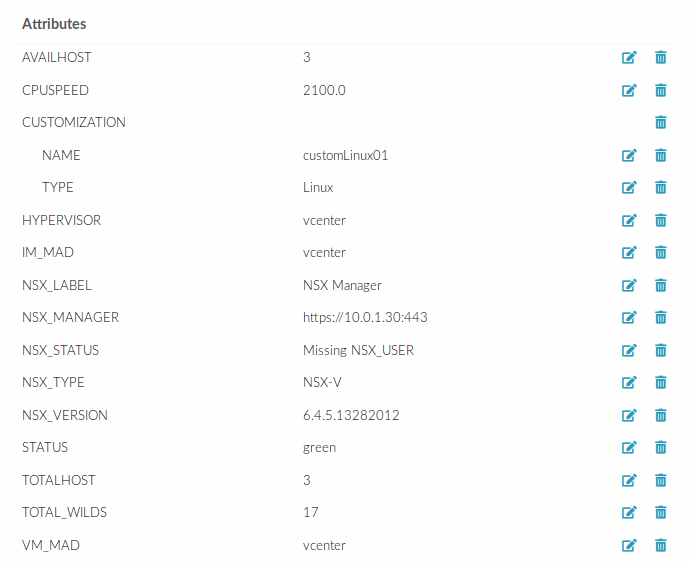 Attributes
AVAILHOST 3
CPUSPEED 2100.0
CUSTOMIZATION
NAME customLinux01
TYPE Linux
HYPERVISOR vcenter
IM_MAD vcenter
NSX_LABEL NSX Manager
NSX_MANAGER https://10.0.1.30:443
NSX_STATUS Missing NSX_USER
NSX_TYPE NSX-V
NSX_VERSION 6.4.5.13282012
STATUS green
TOTALHOST 3
TOTAL_WILDS 17
VM_MAD vcenter